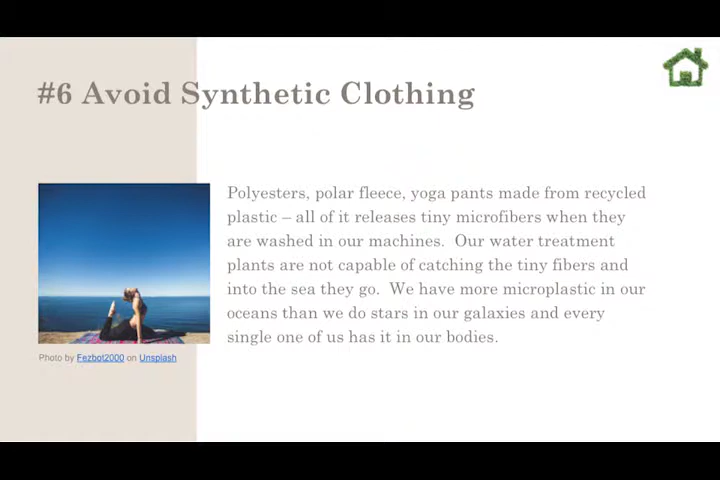 #6 Avoid Synthetic Clothing
Polyesters, polar fleece, yoga pants made from recycled
plastic – all of it releases tiny microfibers when they
are washed in our machines.  Our water treatment
plants are not capable of catching the tiny fibers and
into the sea they go.  We have more microplastic in our
oceans than we do stars in our galaxies and every
single one of us has it in our bodies.
Photo by Fezbot2000 on Unsplash